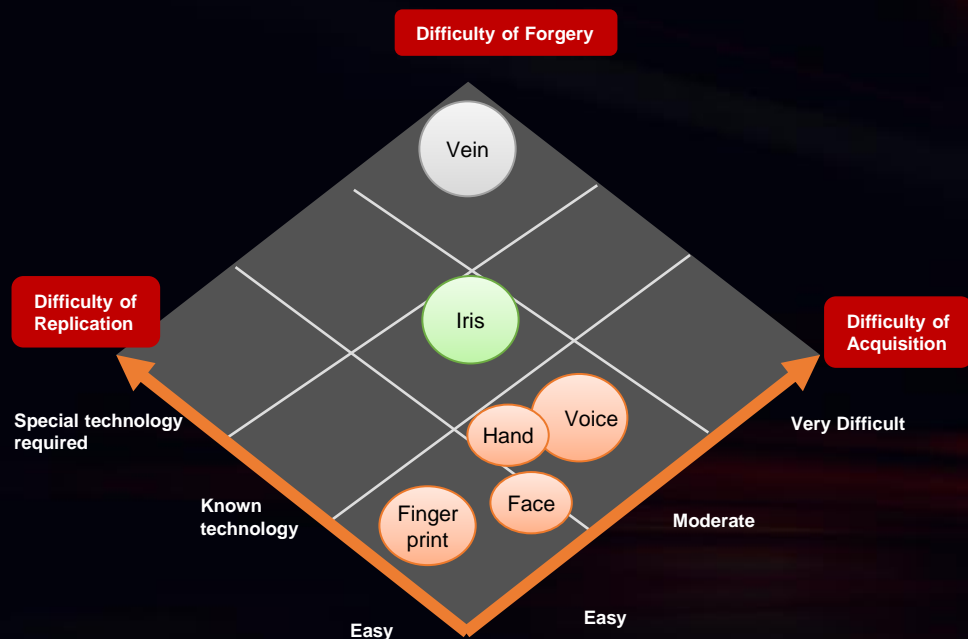 Difficulty of Forgery
Vein
Difficulty of
Replication
Iris
Difficulty of
Acquisition
Special technology
required
Voice
Very Difficult
Hand
Known
technology
Face
Finger
print
Moderate
Easy
Easy